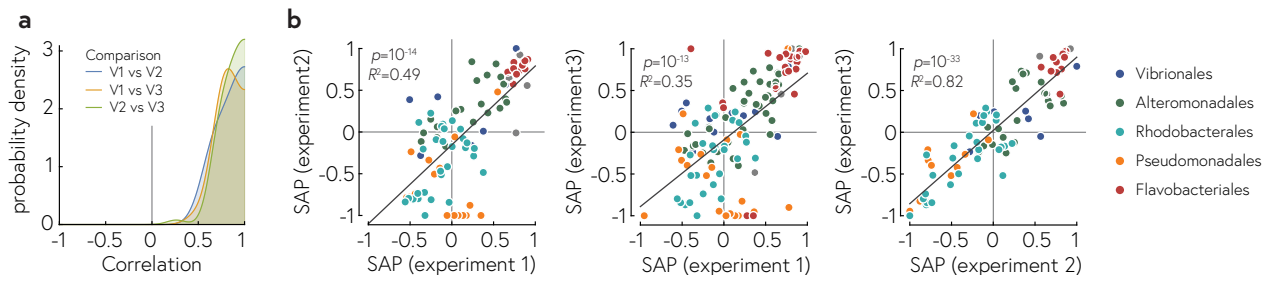 a
probability density
3
2
1
0
Comparison
V1 vs V2
V1 vs V3
V2 vs V3
-1
-1
0
0.5
1
Correlation
b
SAP (experiment2)
1
0.5
0
-0.5
-1
p=10-14
R²=0.49
-1
-0.5
0
0.5
1
SAP (experiment 1)
SAP (experiment3)
1
0.5
0
-0.5
-1
p=10-13
R²=0.35
-1
-0.5
0
0.5
1
SAP (experiment 1)
SAP (experiment3)
1
0.5
0
-0.5
-1
p=10-33
R²=0.82
-1
-0.5
0
0.5
1
SAP (experiment 2)
Vibrionales
Alteromonadales
Rhodobacterales
Pseudomonadales
Flavobacteriales